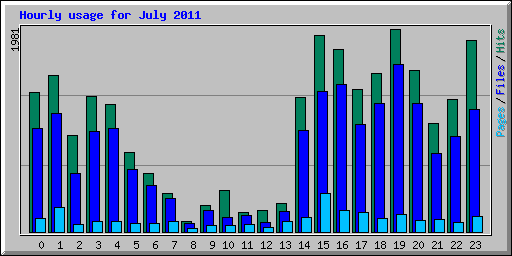 Hourly usage for July 2011
1981
Pages / Files / Hits
0 1 2 3 4 5 6 7 8 9 10 11 12 13 14 15 16 17 18 19 20 21 22 23